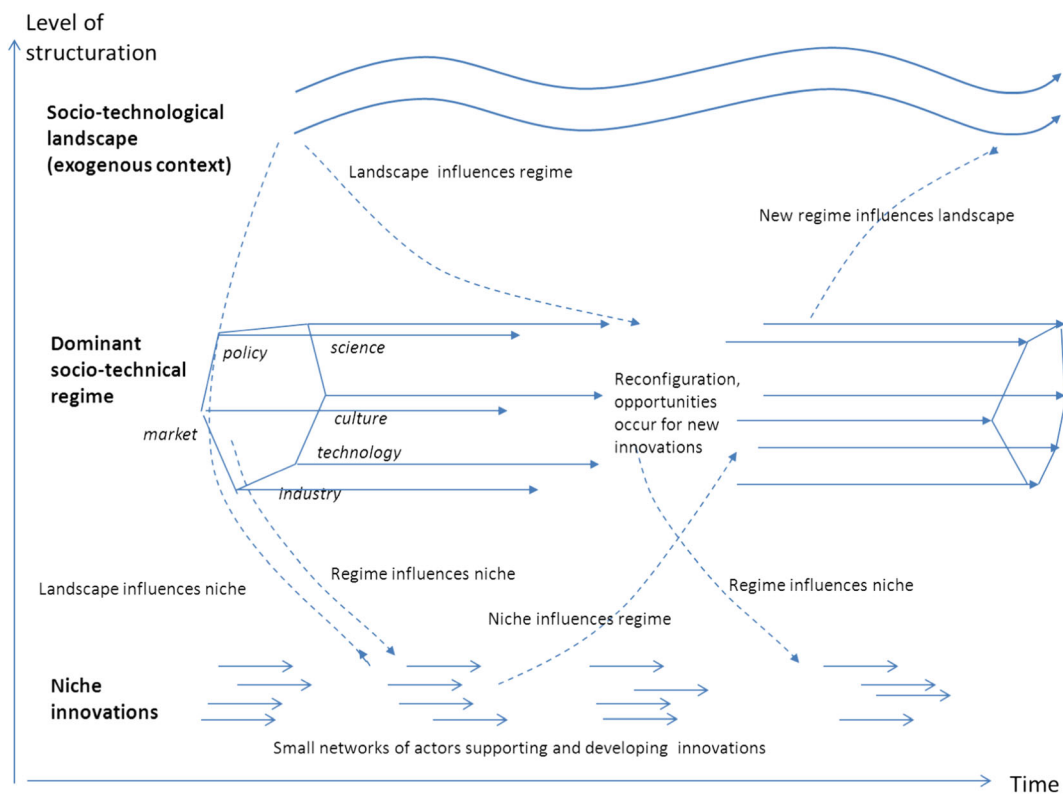 Level of
structuration
Socio-technological
landscape
(exogenous context)
Landscape  influences regime
New regime influences landscape
Dominant
socio-technical
regime
policy
science
market
culture
technology
industry
Reconfiguration,
opportunities
occur for new
innovations
Landscape influences niche
Regime influences niche
Niche influences regime
Regime influences niche
Niche
innovations
Small networks of actors supporting and developing  innovations
Time